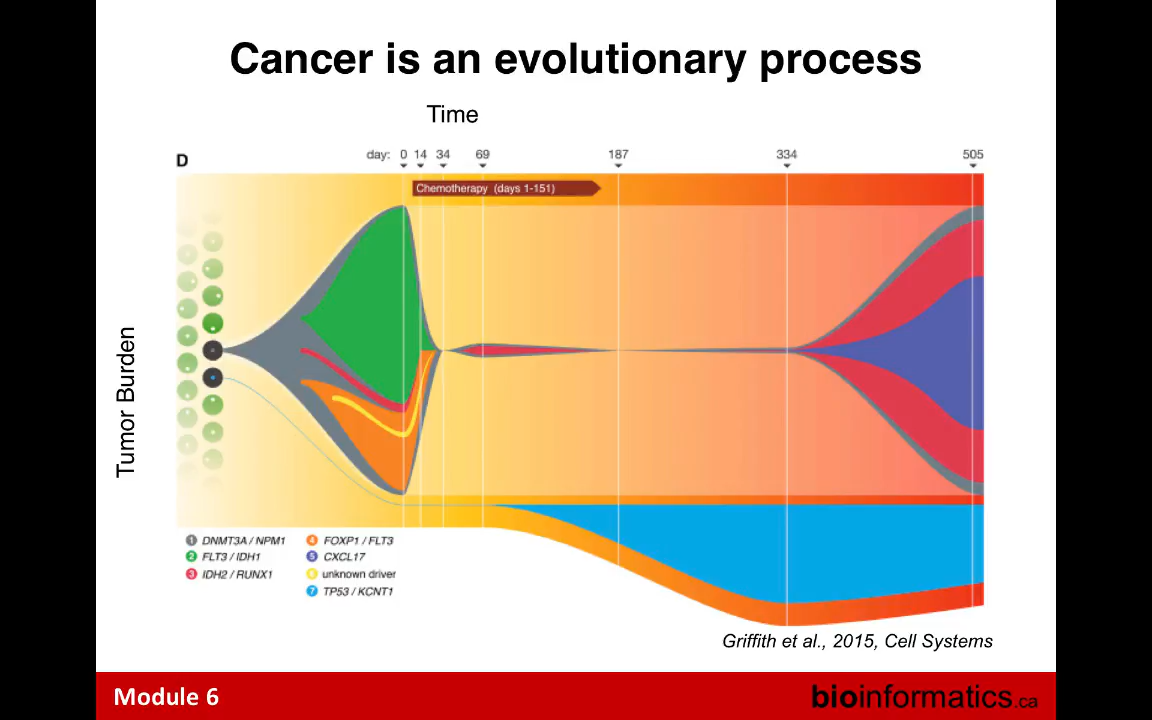 Cancer is an evolutionary process
Time
D
day: 0 14 34 69 187 334 505
Chemotherapy (days 1-151)
Tumor Burden
1 DNMT3A / NPM1
2 FLT3 / IDH1
3 IDH2 / RUNX1
4 FOXP1 / FLT3
5 CXCL17
6 unknown driver
7 TP53 / KCNT1
Griffith et al., 2015, Cell Systems
Module 6
bioinformatics.ca